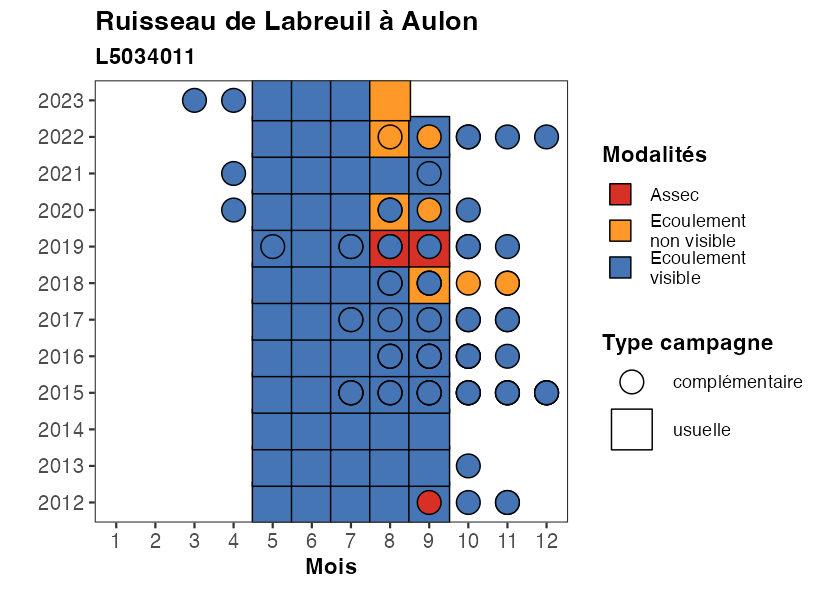 Ruisseau de Labreuil à Aulon
L5034011
2023
2022
2021
2020
2019
2018
2017
2016
2015
2014
2013
2012
1 2 3 4 5 6 7 8 9 10 11 12
Mois
Modalités
Assec
Ecoulement
non visible
Ecoulement
visible
Type campagne
complémentaire
usuelle